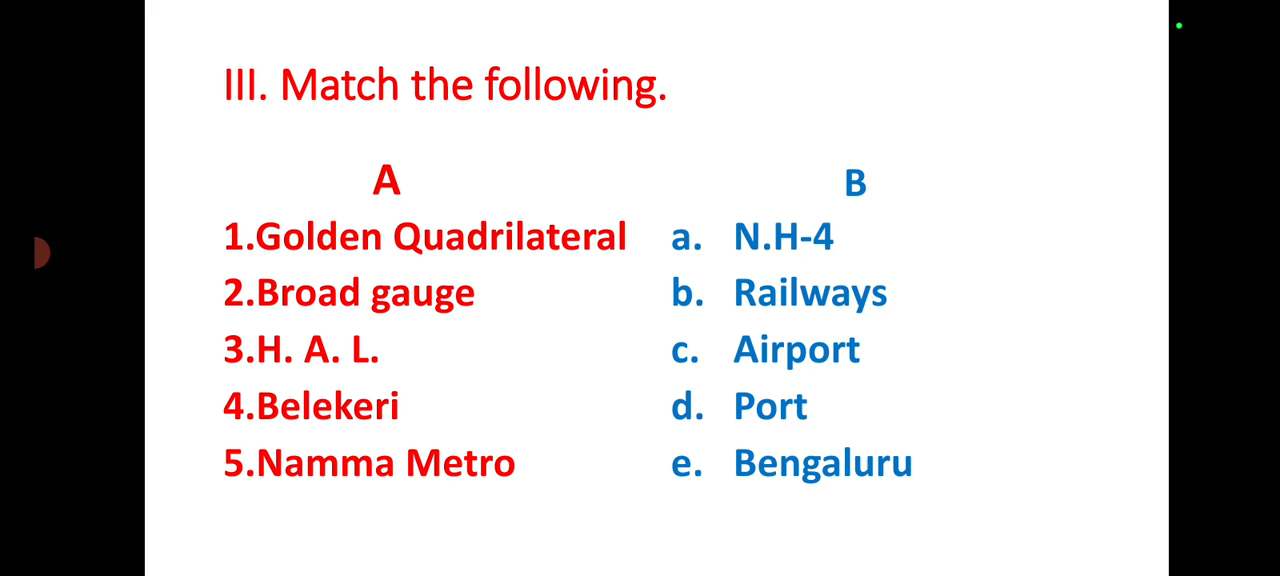 III. Match the following.
A B
1.Golden Quadrilateral a. N.H-4
2.Broad gauge b. Railways
3.H. A. L. c. Airport
4.Belekeri d. Port
5.Namma Metro e. Bengaluru